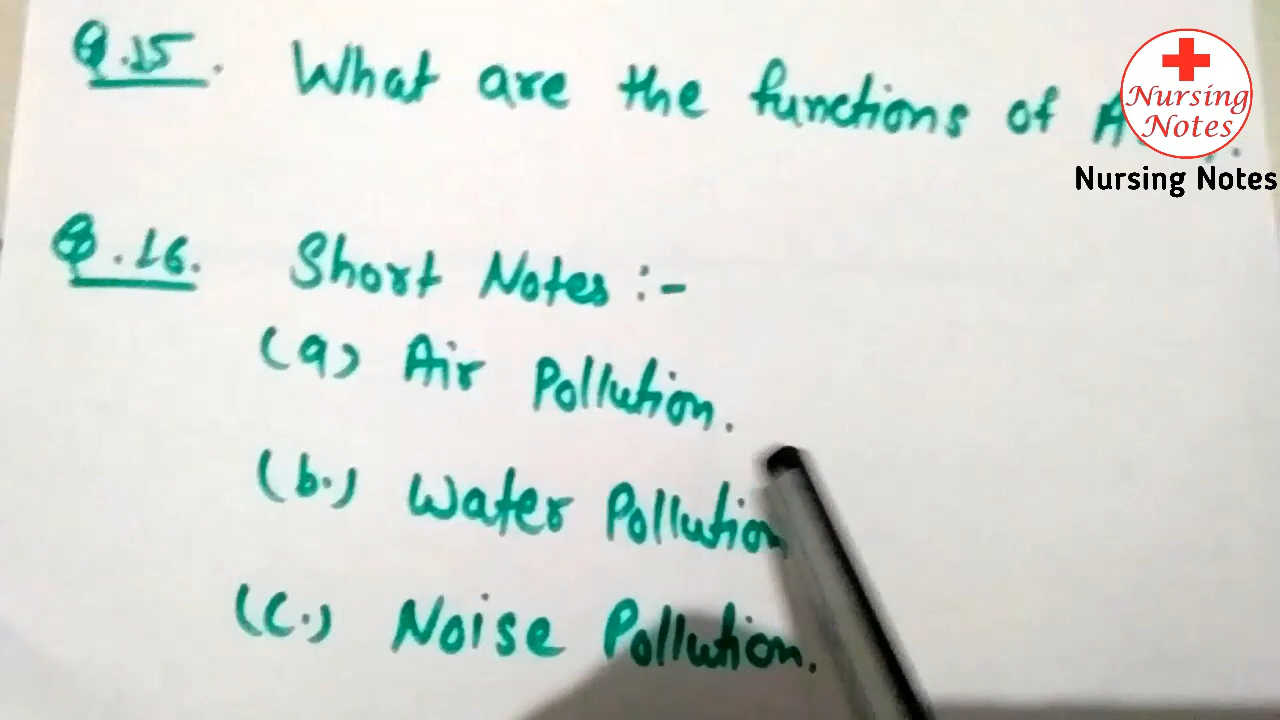 Q.15. What are the functions of
Nursing
Notes
Nursing Notes
Q.16. Short Notes :-
(a) Air Pollution.
(b.) Water Pollution
(c.) Noise Pollution.